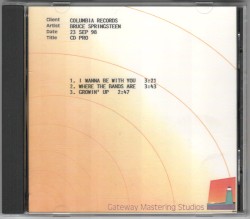 Client COLUMBIA RECORDS
Artist BRUCE SPRINGSTEEN
Date 23 SEP 98
Title CD PRO
1. I WANNA BE WITH YOU 3:21
2. WHERE THE BANDS ARE 3:43
3. GROWIN' UP 2:47
Gateway Mastering Studios